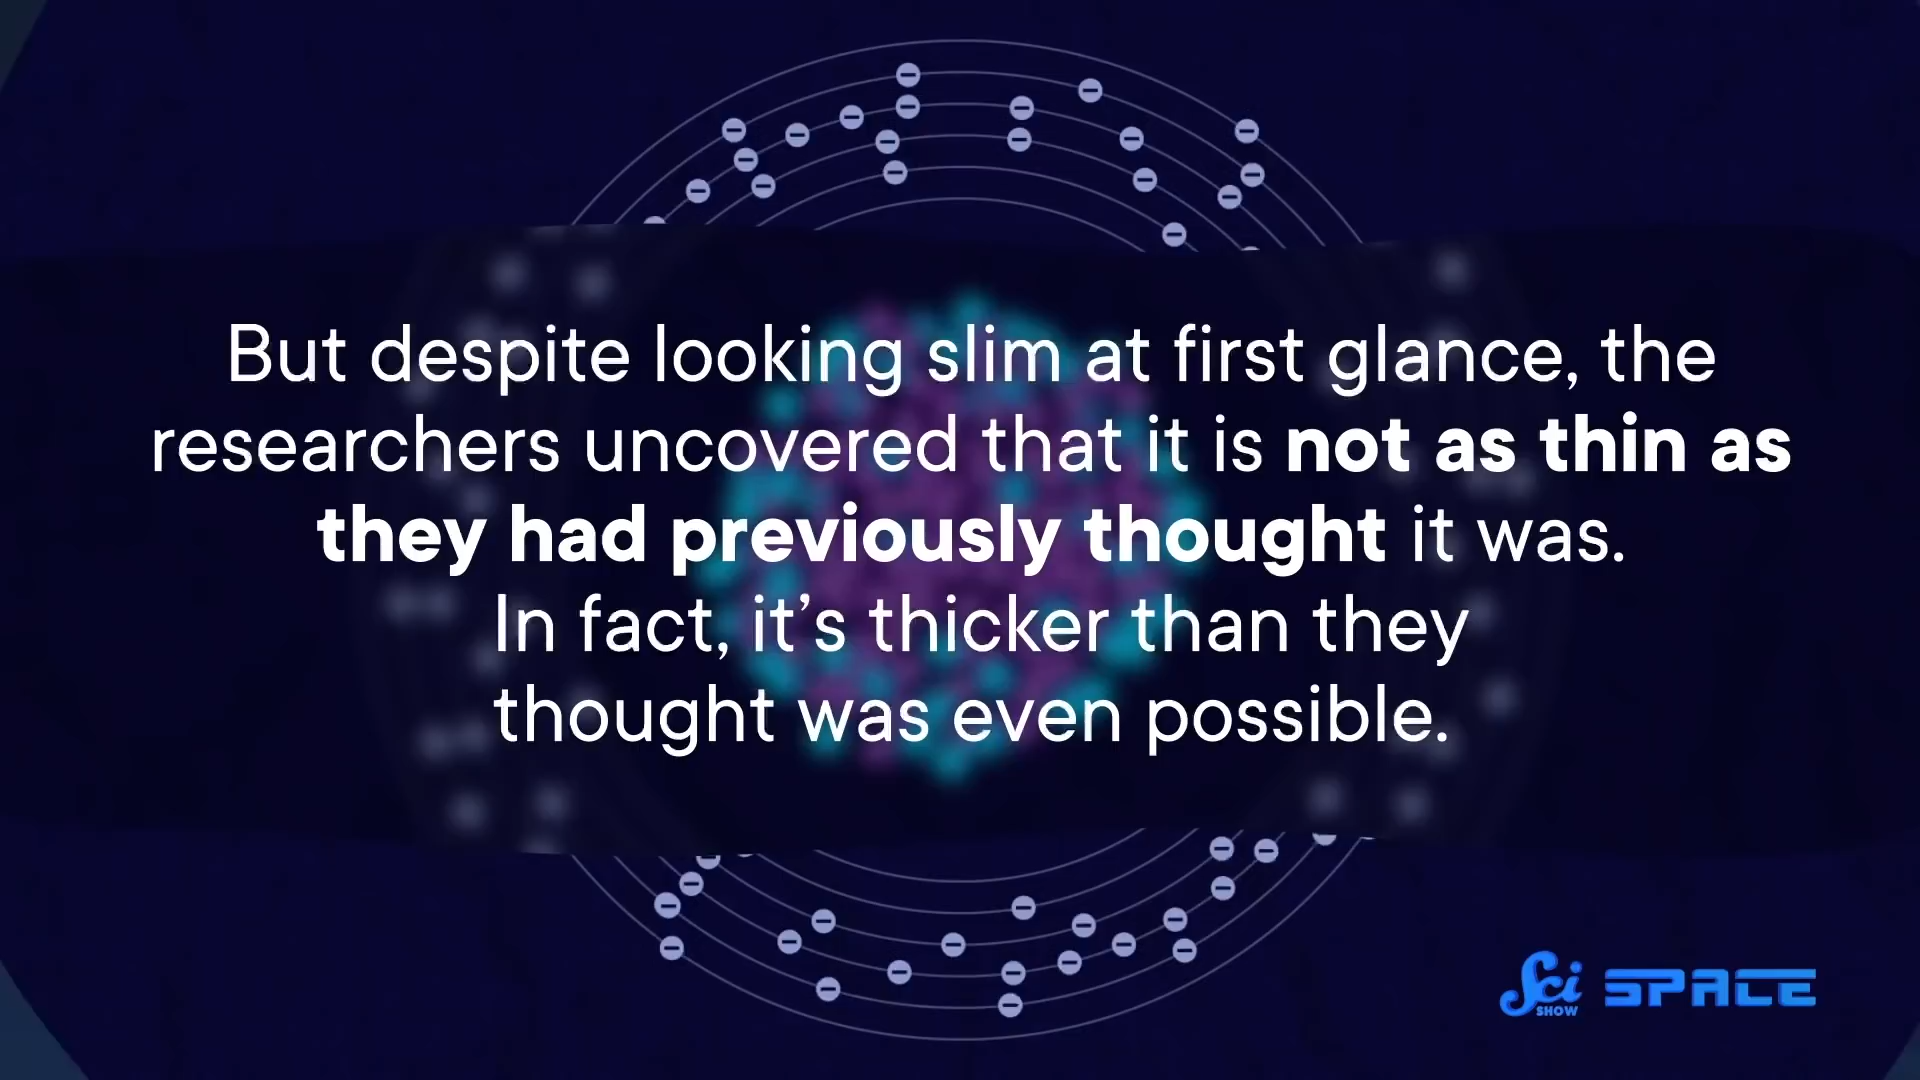 But despite looking slim at first glance, the
researchers uncovered that it is not as thin as
they had previously thought it was.
In fact, it’s thicker than they
thought was even possible.
Sci SPACE
SHOW